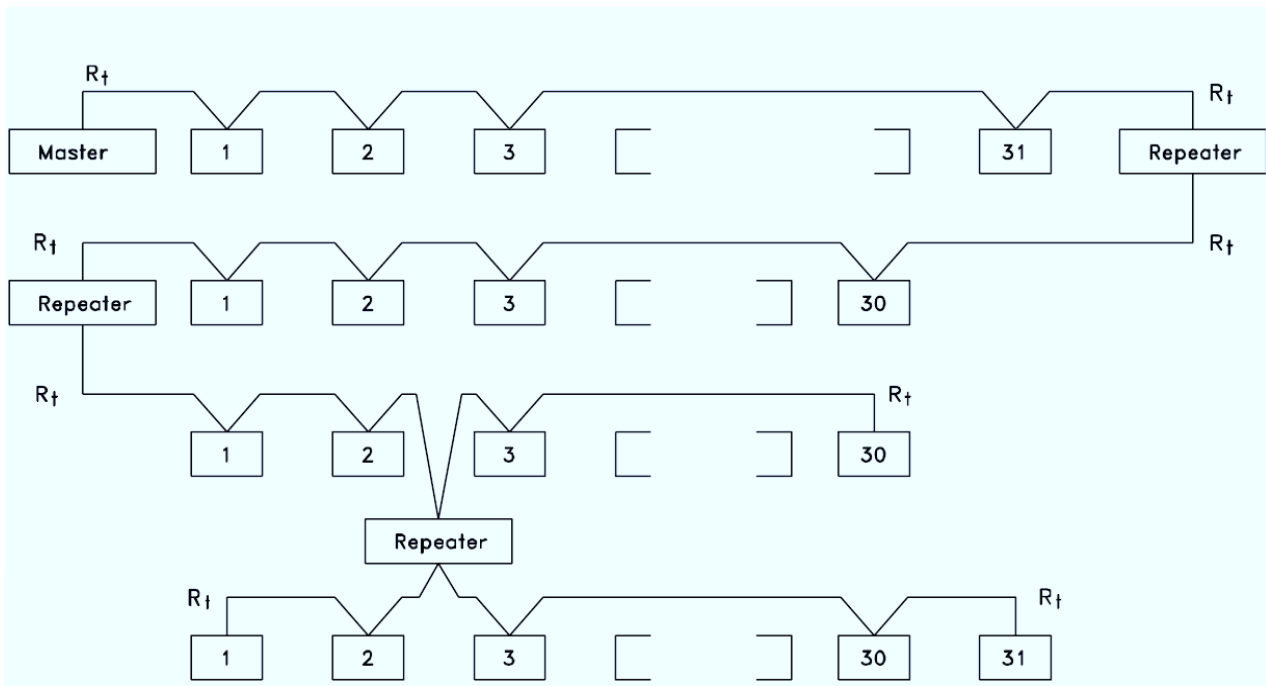 Rt
Master 1 2 3 31 Repeater
Rt
Rt Rt
Repeater 1 2 3 30
Rt Rt
1 2 3 30
Repeater
Rt Rt
1 2 3 30 31